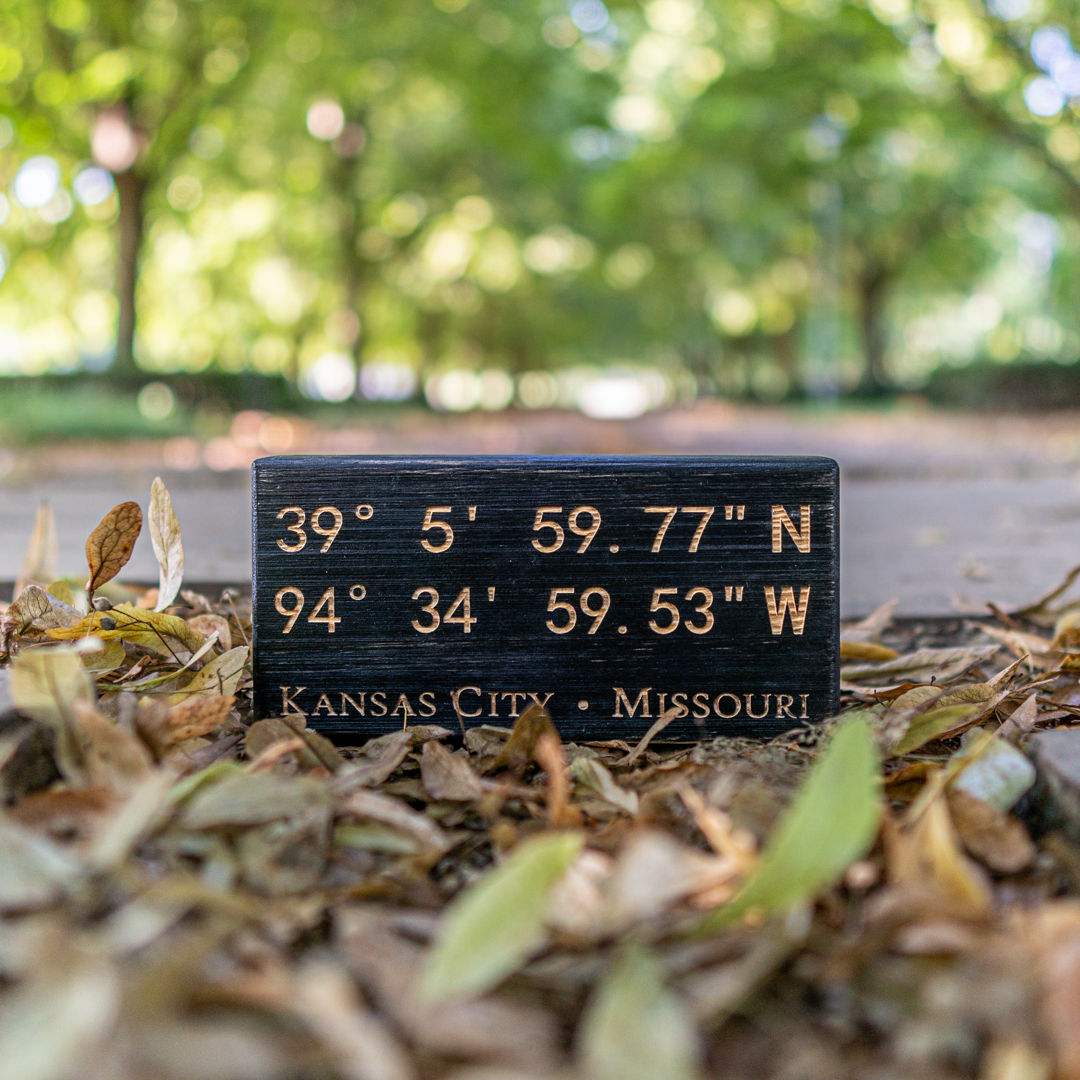 39° 5' 59.77" N
94° 34' 59.53" W
Kansas City • Missouri